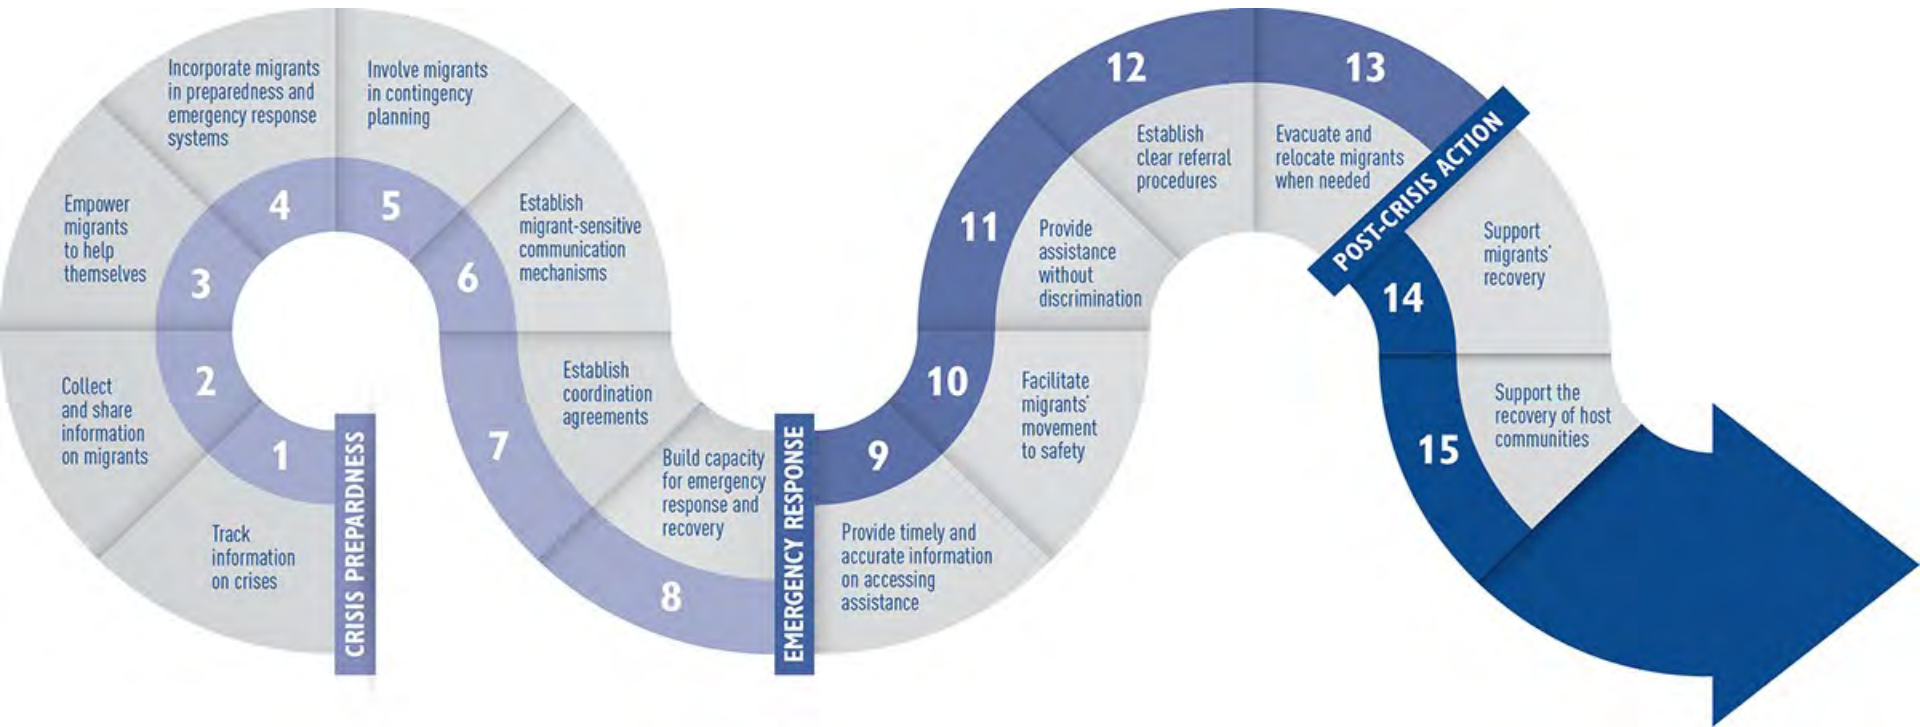 CRISIS PREPARDNESS
1
Track
information
on crises
2
Collect
and share
information
on migrants
3
Empower
migrants
to help
themselves
4
Incorporate migrants
in preparedness and
emergency response
systems
5
Involve migrants
in contingency
planning
6
Establish
migrant-sensitive
communication
mechanisms
7
Establish
coordination
agreements
8
Build capacity
for emergency
response and
recovery
EMERGENCY RESPONSE
9
Provide timely and
accurate information
on accessing
assistance
10
Facilitate
migrants'
movement
to safety
11
Provide
assistance
without
discrimination
12
Establish
clear referral
procedures
13
Evacuate and
relocate migrants
when needed
POST-CRISIS ACTION
14
Support
migrants'
recovery
15
Support the
recovery of host
communities